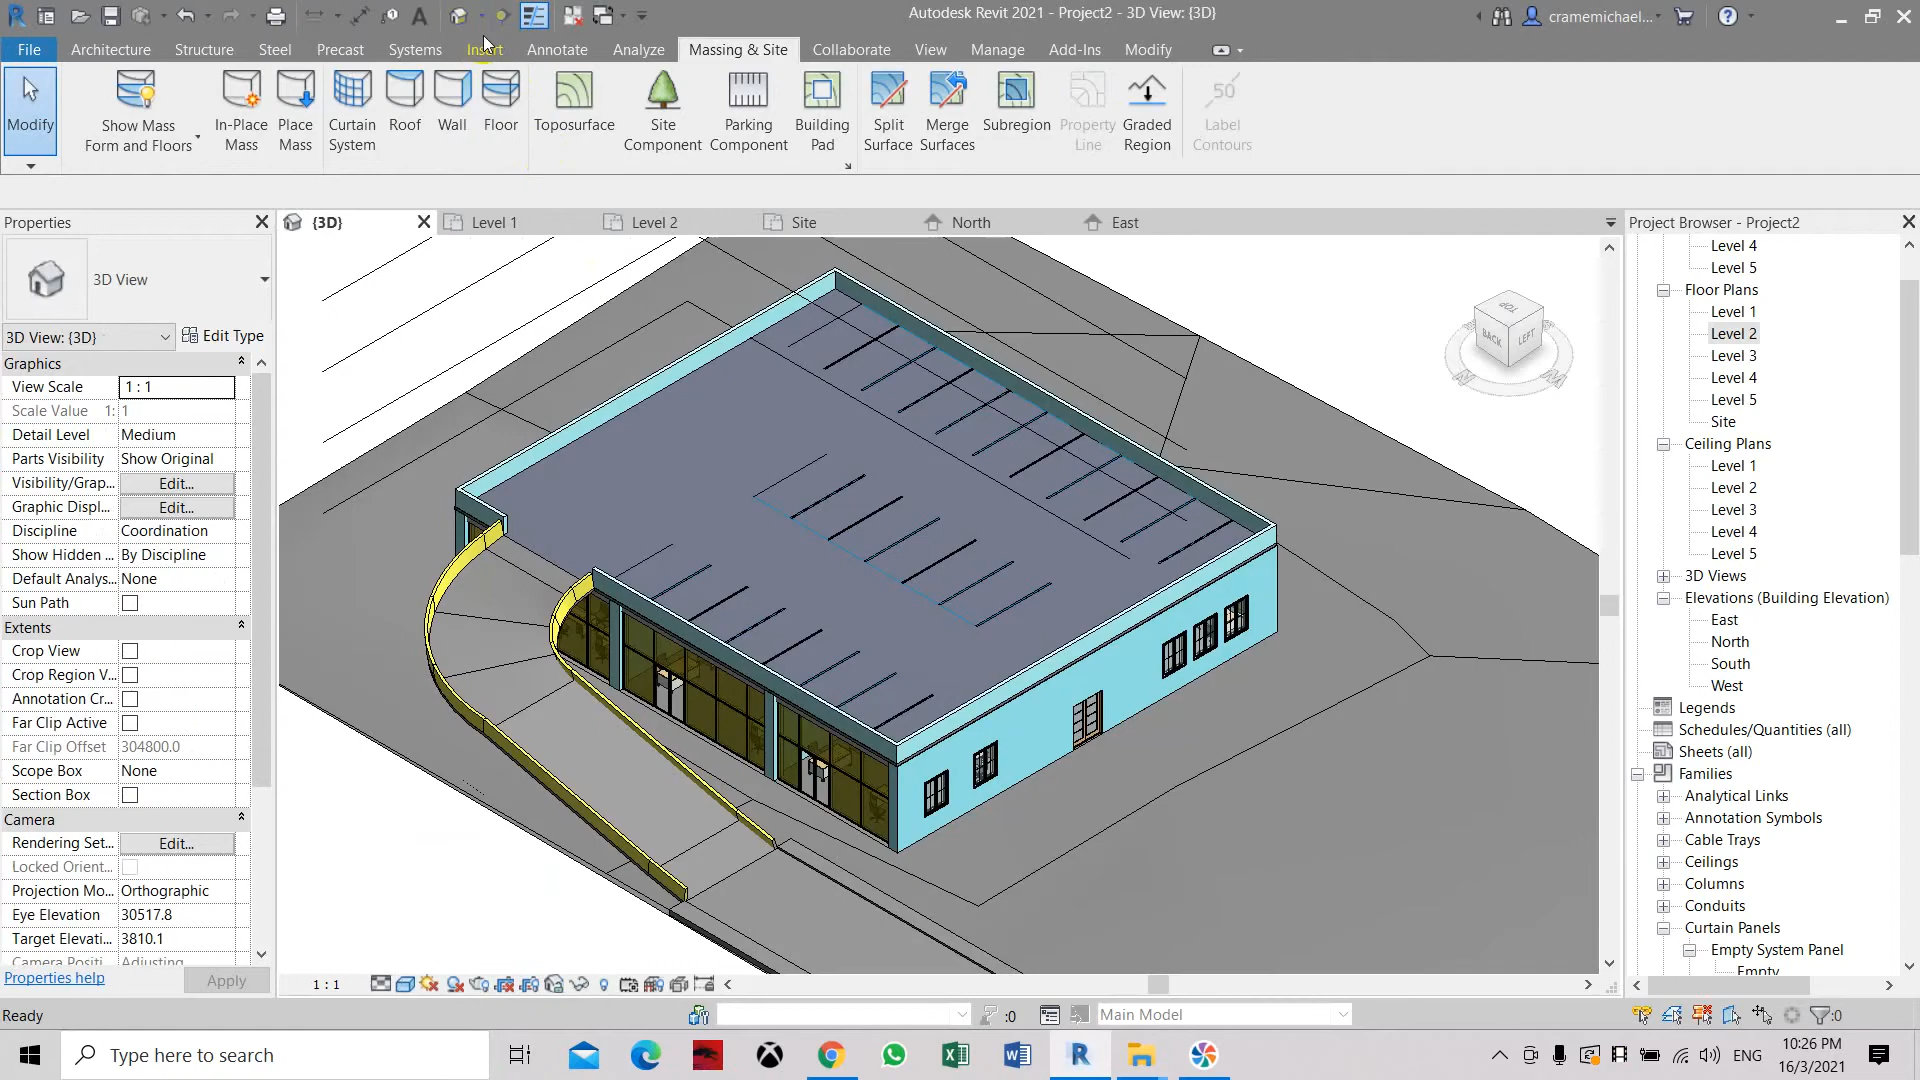 Autodesk Revit 2021 - Project2 - 3D View: {3D}
cramemichael...
File Architecture Structure Steel Precast Systems Insert Annotate Analyze Massing & Site Collaborate View Manage Add-Ins Modify
Modify
Show Mass
Form and Floors
In-Place
Mass
Place
Mass
Curtain
System
Roof
Wall
Floor
Toposurface
Site
Component
Parking
Component
Building
Pad
Split
Surface
Merge
Surfaces
Subregion
Property
Line
Graded
Region
50
Label
Contours
Properties
{3D}
Level 1
Level 2
Site
North
East
Project Browser - Project2
3D View
3D View: {3D}
Edit Type
Graphics
View Scale 1 : 1
Scale Value 1: 1
Detail Level Medium
Parts Visibility Show Original
Visibility/Grap... Edit...
Graphic Displ... Edit...
Discipline Coordination
Show Hidden ... By Discipline
Default Analys... None
Sun Path
Extents
Crop View
Crop Region V...
Annotation Cr...
Far Clip Active
Far Clip Offset 304800.0
Scope Box None
Section Box
Camera
Rendering Set... Edit...
Locked Orient...
Projection Mo... Orthographic
Eye Elevation 30517.8
Target Elevati... 3810.1
Camera Positi... Adjusting
Properties help
Apply
TOP
BACK
LEFT
Level 4
Level 5
Floor Plans
Level 1
Level 2
Level 3
Level 4
Level 5
Site
Ceiling Plans
Level 1
Level 2
Level 3
Level 4
Level 5
3D Views
Elevations (Building Elevation)
East
North
South
West
Legends
Schedules/Quantities (all)
Sheets (all)
Families
Analytical Links
Annotation Symbols
Cable Trays
Ceilings
Columns
Conduits
Curtain Panels
Empty System Panel
Empty
1 : 1
Ready
:0
Main Model
:0
Type here to search
ENG
10:26 PM
16/3/2021